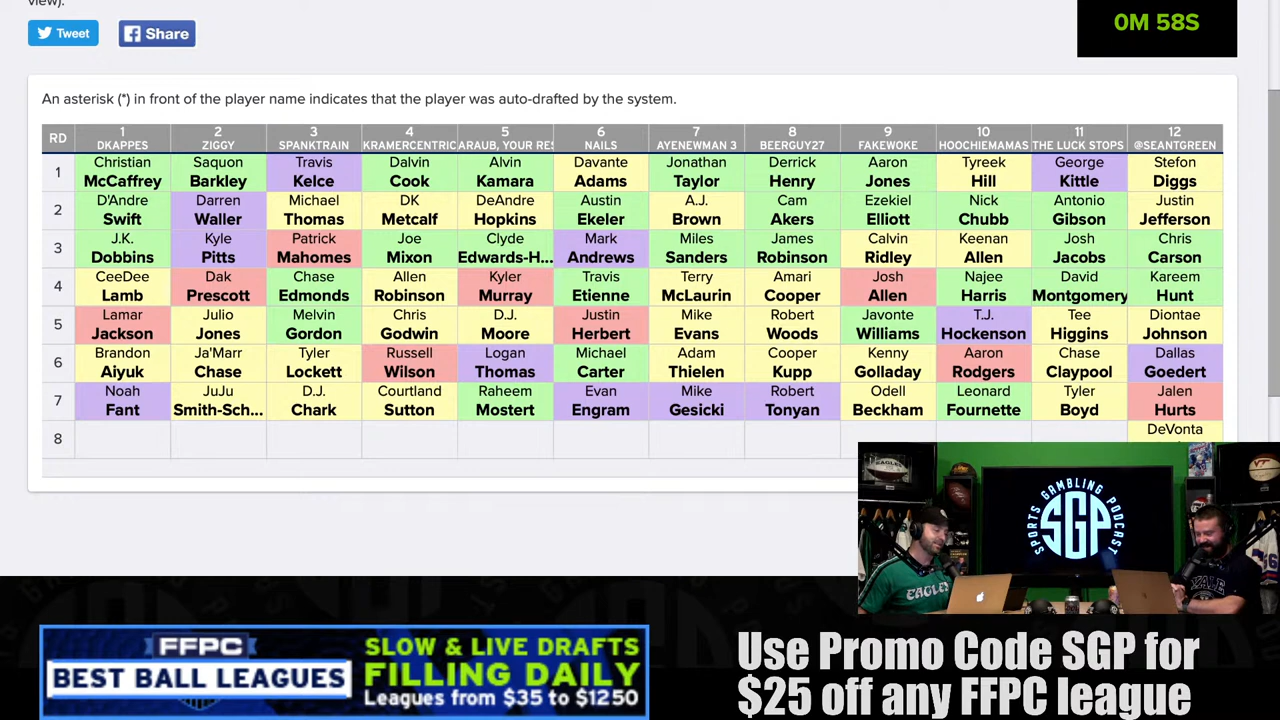 view).
0M 58S
Tweet
Share
An asterisk (*) in front of the player name indicates that the player was auto-drafted by the system.
RD 1 2 3 4 5 6 7 8 9 10 11 12
DKAPPES ZIGGY SPANKTRAIN KRAMERCENTRIC ARAUB, YOUR RES NAILS AYENEWMAN 3 BEERGUY27 FAKEWOKE HOOCHIEMAMAS THE LUCK STOPS @SEANTGREEN
1 Christian Saquon Travis Dalvin Alvin Davante Jonathan Derrick Aaron Tyreek George Stefon
McCaffrey Barkley Kelce Cook Kamara Adams Taylor Henry Jones Hill Kittle Diggs
2 D'Andre Darren Michael DK DeAndre Austin A.J. Cam Ezekiel Nick Antonio Justin
Swift Waller Thomas Metcalf Hopkins Ekeler Brown Akers Elliott Chubb Gibson Jefferson
3 J.K. Kyle Patrick Joe Clyde Mark Miles James Calvin Keenan Josh Chris
Dobbins Pitts Mahomes Mixon Edwards-H... Andrews Sanders Robinson Ridley Allen Jacobs Carson
4 CeeDee Dak Chase Allen Kyler Travis Terry Amari Josh Najee David Kareem
Lamb Prescott Edmonds Robinson Murray Etienne McLaurin Cooper Allen Harris Montgomery Hunt
5 Lamar Julio Melvin Chris D.J. Justin Mike Robert Javonte T.J. Tee Diontae
Jackson Jones Gordon Godwin Moore Herbert Evans Woods Williams Hockenson Higgins Johnson
6 Brandon Ja'Marr Tyler Russell Logan Michael Adam Cooper Kenny Aaron Chase Dallas
Aiyuk Chase Lockett Wilson Thomas Carter Thielen Kupp Golladay Rodgers Claypool Goedert
7 Noah JuJu D.J. Courtland Raheem Evan Mike Robert Odell Leonard Tyler Jalen
Fant Smith-Sch... Chark Sutton Mostert Engram Gesicki Tonyan Beckham Fournette Boyd Hurts
8 DeVonta
EAGLES
SPORTS GAMBLING PODCAST
SGP
VT
EAGLES
YALE
FFPC
BEST BALL LEAGUES
SLOW & LIVE DRAFTS
FILLING DAILY
Leagues from $35 to $1250
Use Promo Code SGP for
$25 off any FFPC league